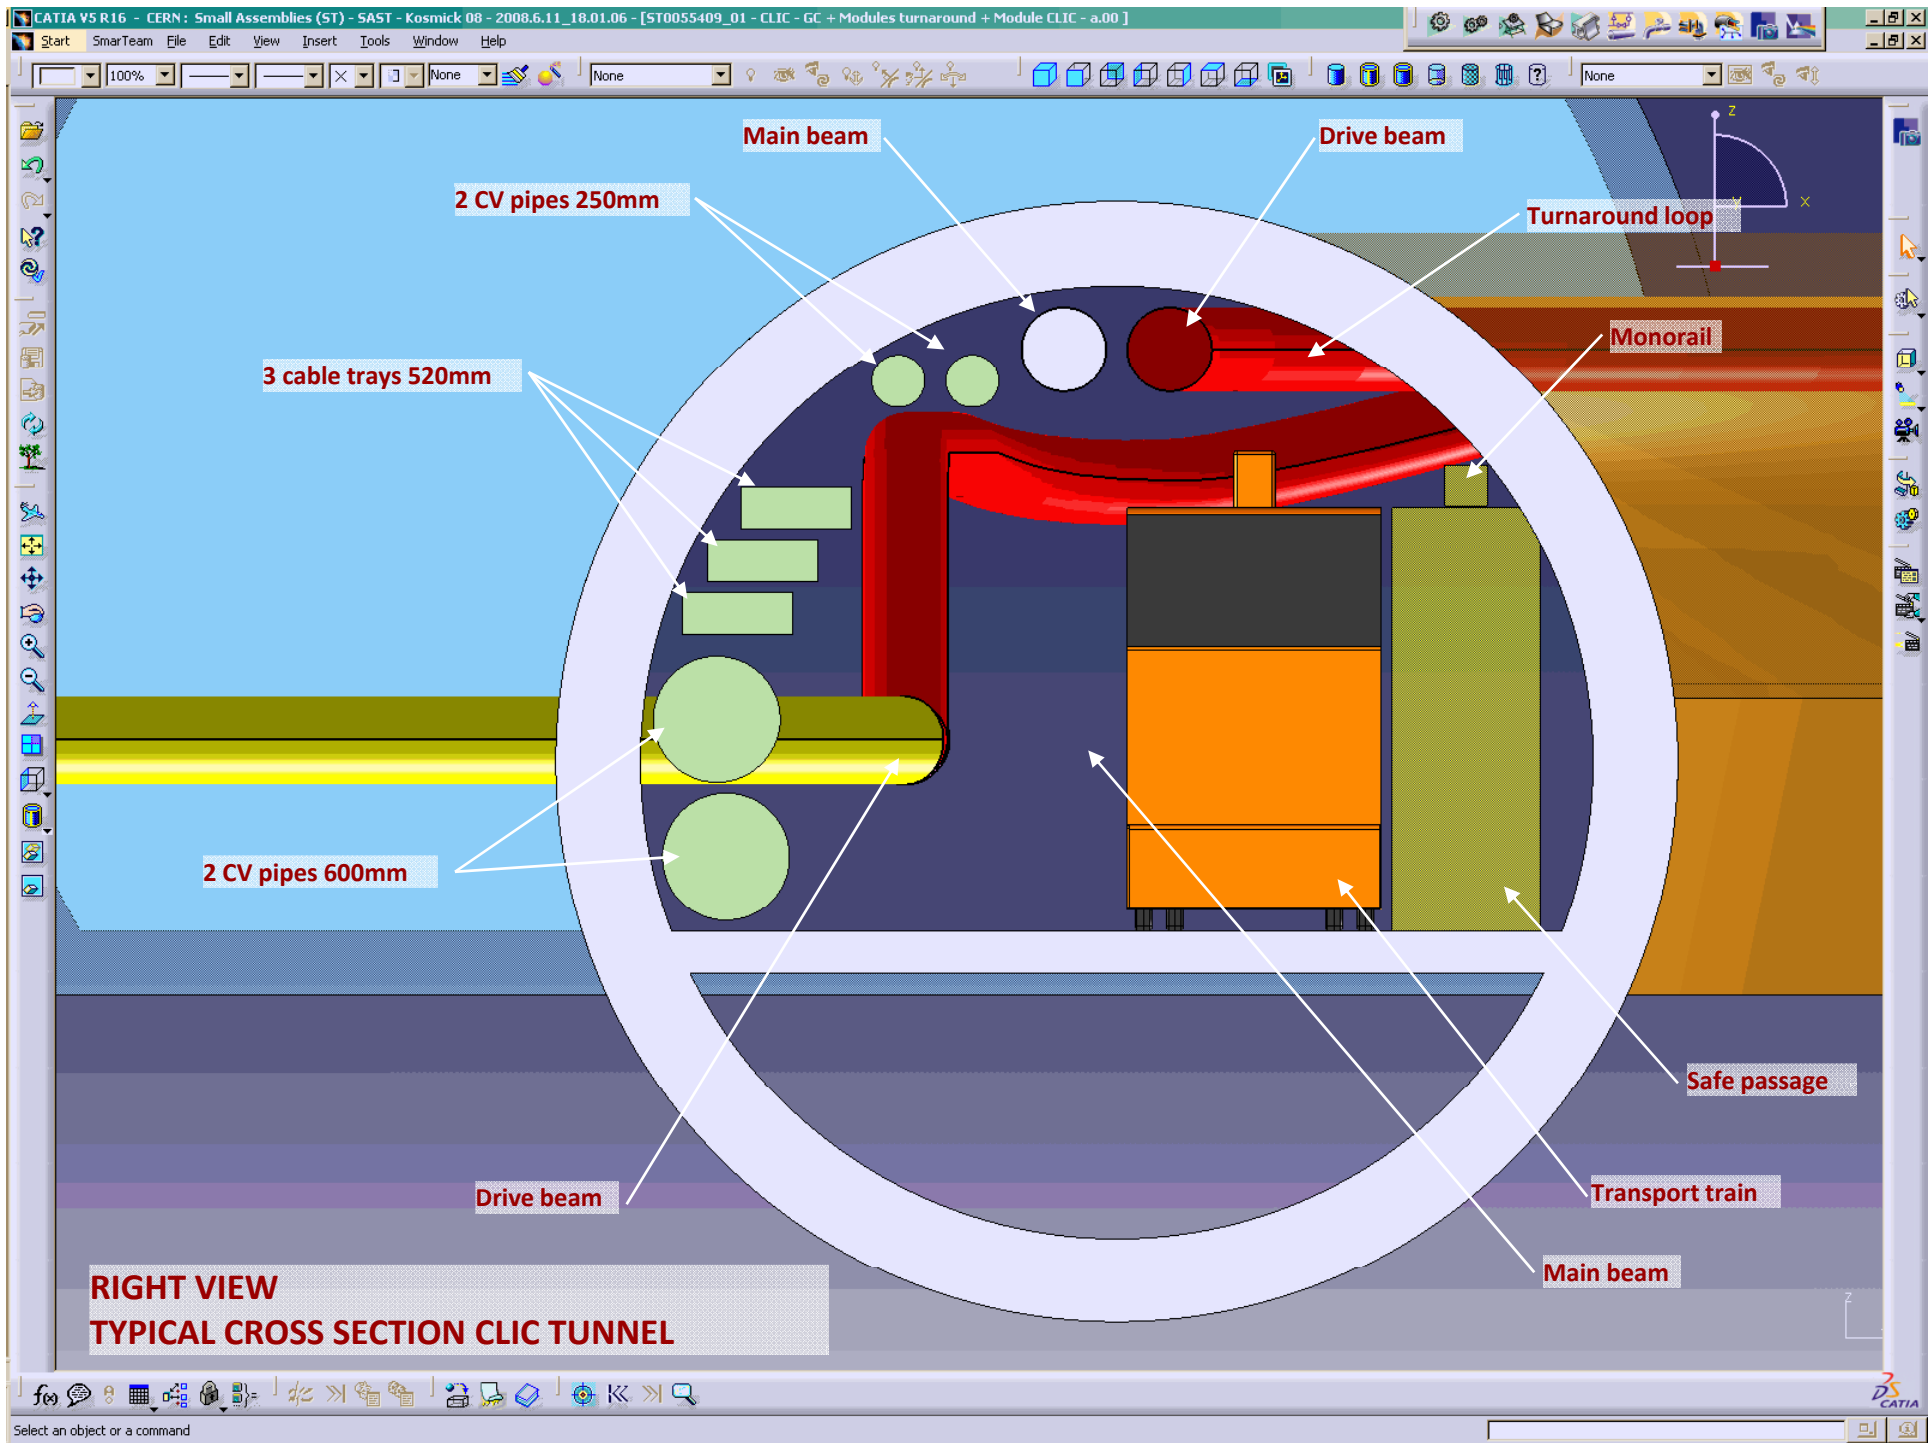 CATIA V5 R16 - CERN : Small Assemblies (ST) - SAST - Kosmick 08 - 2008.6.11_18.01.06 - [ST0055409_01 - CLIC - GC + Modules turnaround + Module CLIC - a.00 ]
Start SmarTeam File Edit View Insert Tools Window Help
100% None None None
Main beam
Drive beam
Z
2 CV pipes 250mm
X
Y
Turnaround loop
Monorail
3 cable trays 520mm
2 CV pipes 600mm
Safe passage
Drive beam
Transport train
Main beam
RIGHT VIEW
TYPICAL CROSS SECTION CLIC TUNNEL
Z
f(x)
CATIA
Select an object or a command